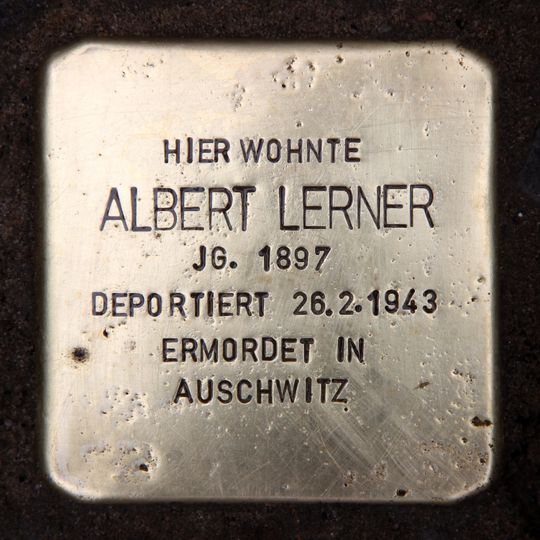 HIER WOHNTE
ALBERT LERNER
JG. 1897
DEPORTIERT 26.2.1943
ERMORDET IN
AUSCHWITZ